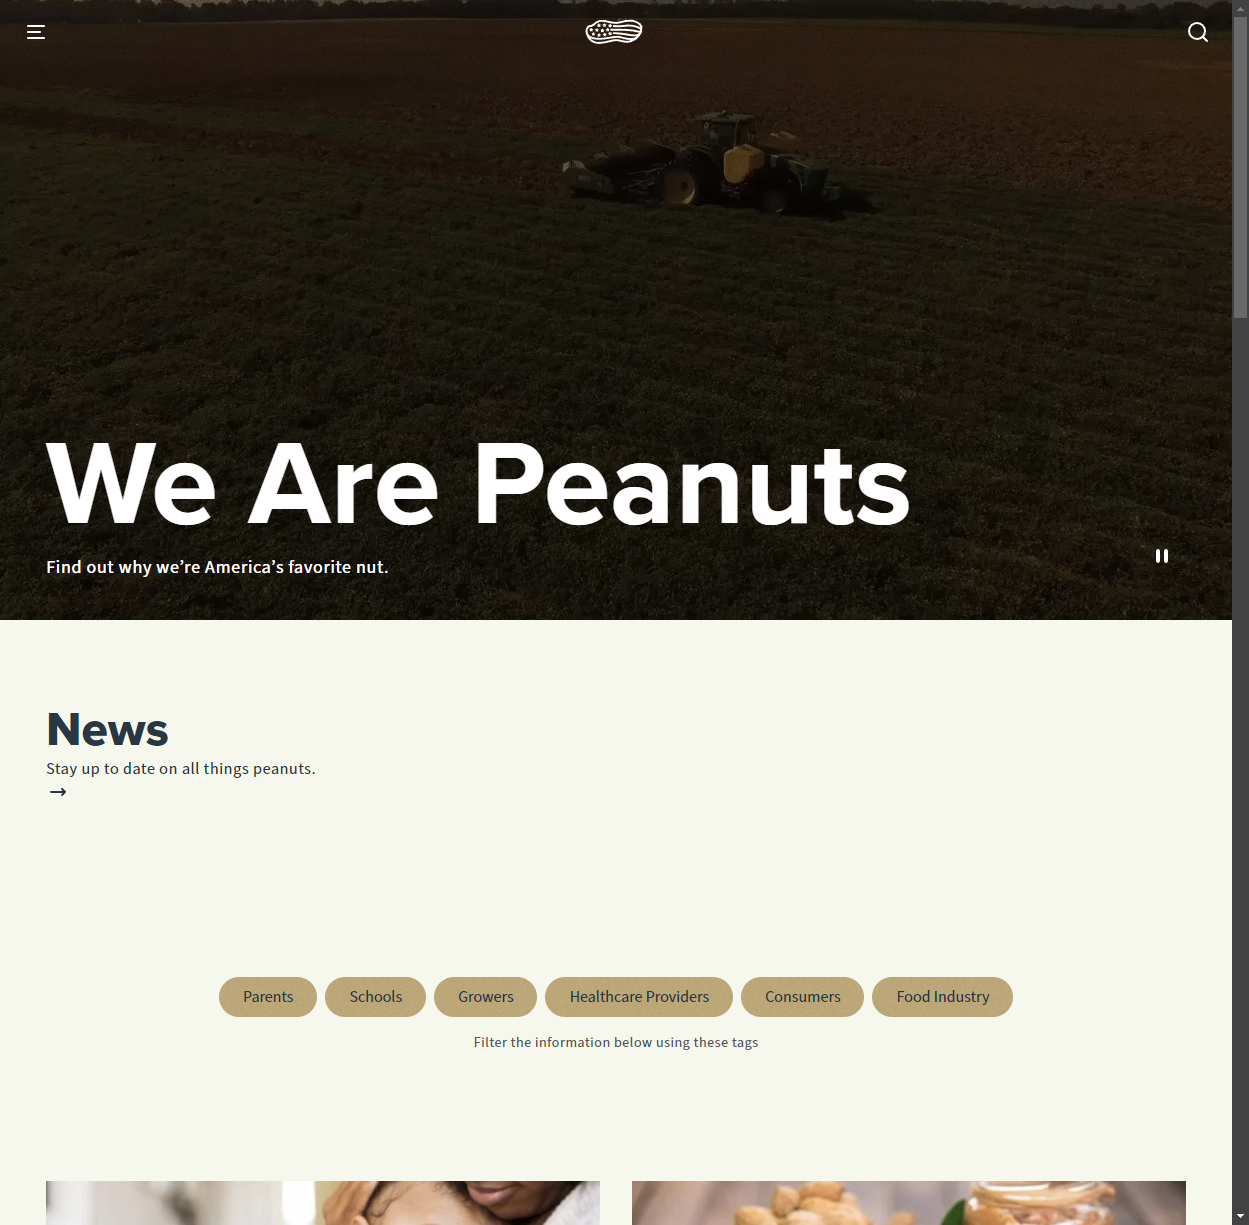 We Are Peanuts
Find out why we’re America’s favorite nut.
News
Stay up to date on all things peanuts.
Parents
Schools
Growers
Healthcare Providers
Consumers
Food Industry
Filter the information below using these tags